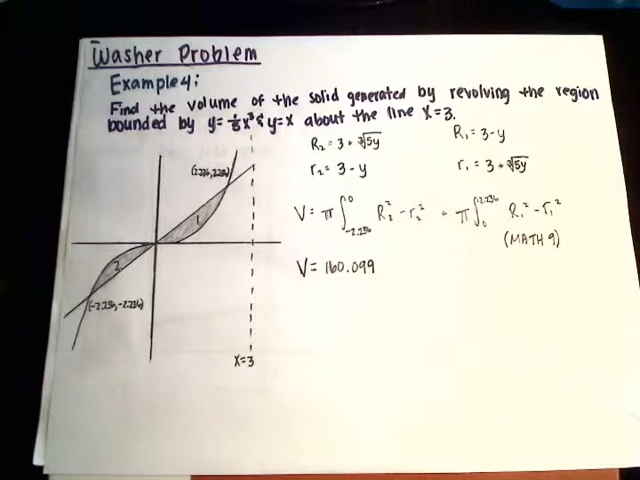 Washer Problem
Example 4:
Find the volume of the solid generated by revolving the region
bounded by y=⅕x³ & y=x about the line x=3.
R₂=3+∛5y R₁=3-y
r₂=3-y r₁=3+∛5y
(2.236, 2.236)
V=π∫₋₂.₂₃₆⁰ R₂²-r₂² + π∫₀²·²³⁶ R₁²-r₁²
(MATH 9)
V=160.099
1
2
(-2.236, -2.236)
x=3